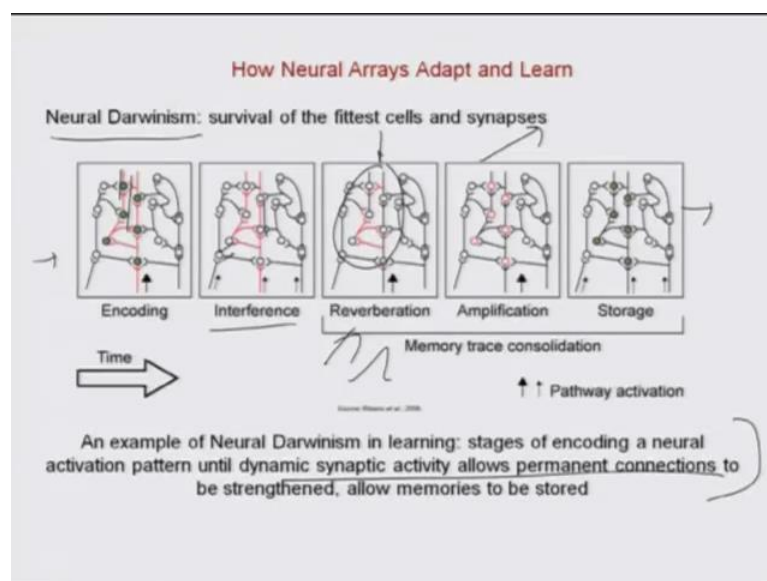 How Neural Arrays Adapt and Learn
Neural Darwinism: survival of the fittest cells and synapses
Encoding Interference Reverberation Amplification Storage
Memory trace consolidation
Time
Pathway activation
An example of Neural Darwinism in learning: stages of encoding a neural
activation pattern until dynamic synaptic activity allows permanent connections to
be strengthened, allow memories to be stored